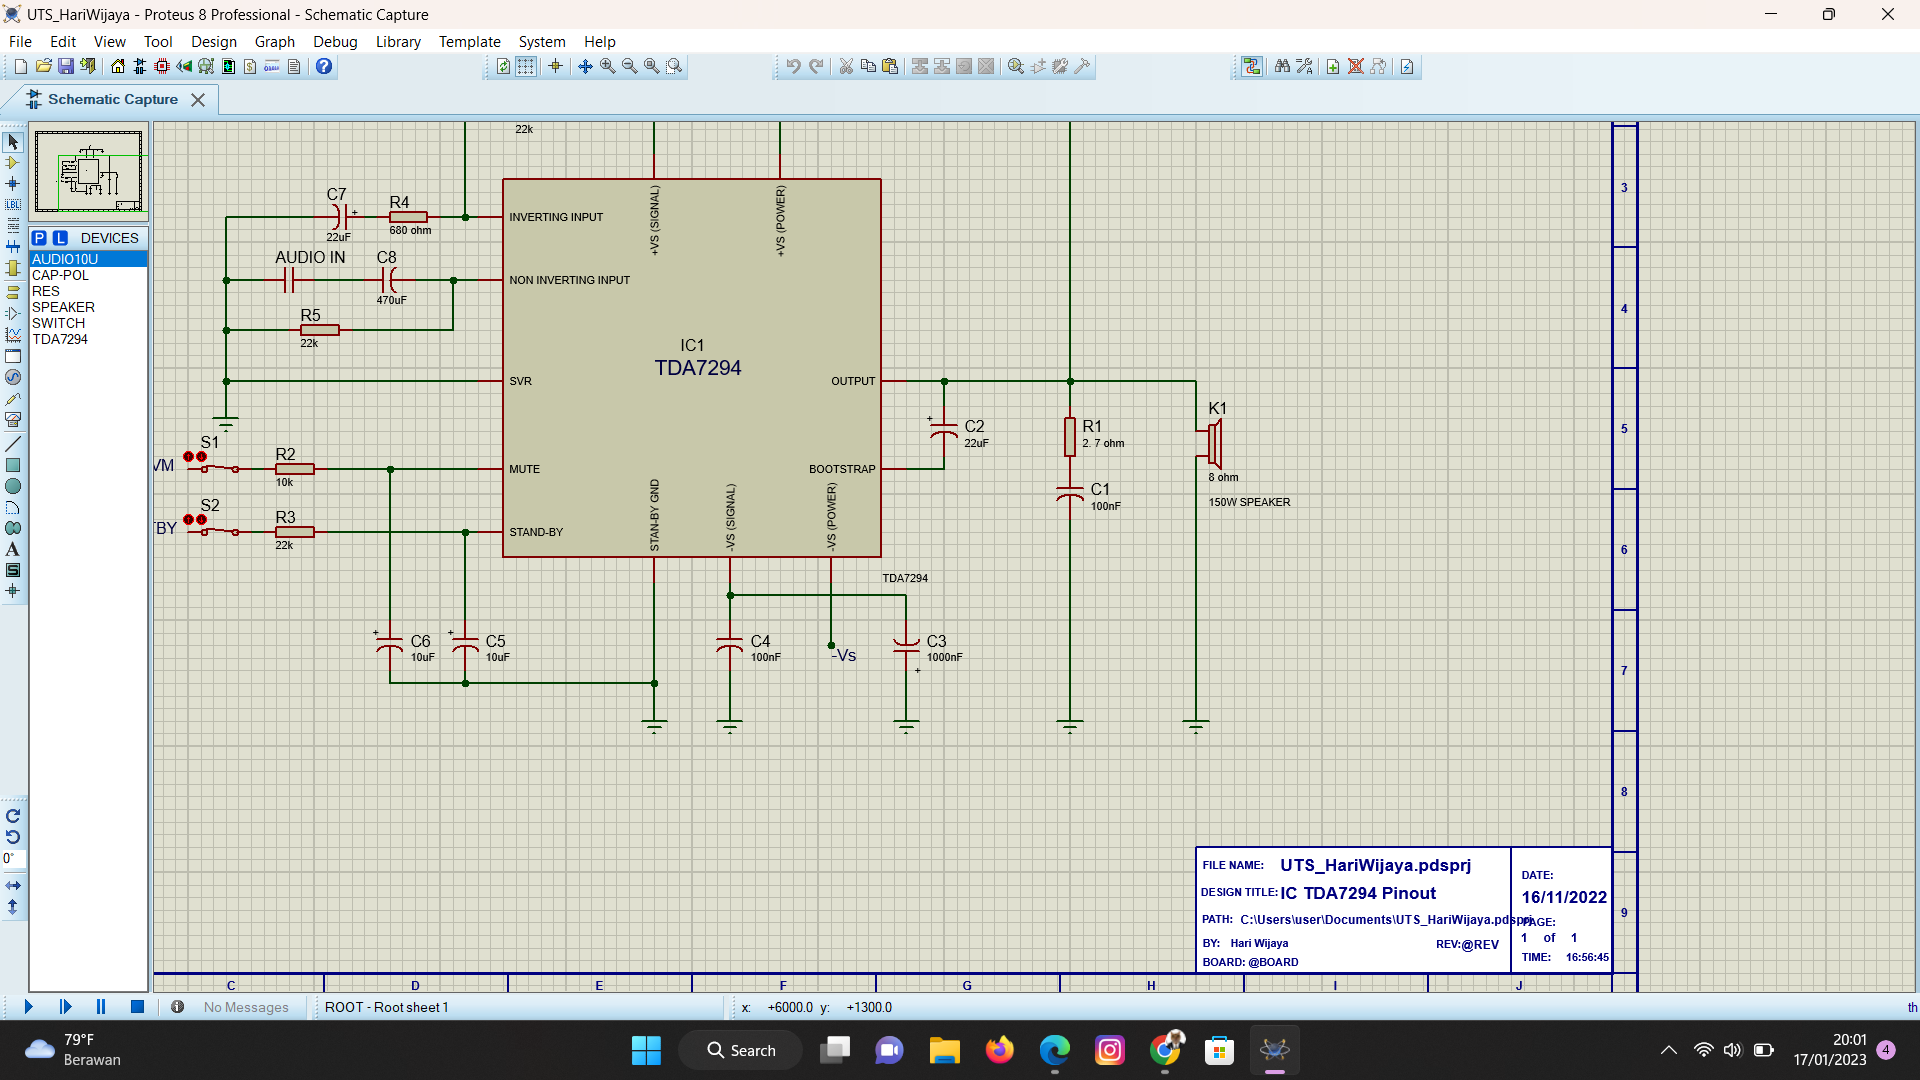 UTS_HariWijaya - Proteus 8 Professional - Schematic Capture
File Edit View Tool Design Graph Debug Library Template System Help
Schematic Capture
P L DEVICES
AUDIO10U
CAP-POL
RES
SPEAKER
SWITCH
TDA7294
0°
22k
C7
22uF
R4
680 ohm
AUDIO IN
C8
470uF
R5
22k
INVERTING INPUT
NON INVERTING INPUT
SVR
MUTE
STAND-BY
+VS (SIGNAL)
+VS (POWER)
IC1
TDA7294
OUTPUT
BOOTSTRAP
STAN-BY GND
-VS (SIGNAL)
-VS (POWER)
TDA7294
VM
S1
R2
10k
BY
S2
R3
22k
C6
10uF
C5
10uF
C4
100nF
-Vs
C3
1000nF
C2
22uF
R1
2. 7 ohm
C1
100nF
K1
8 ohm
150W SPEAKER
3
4
5
6
7
8
9
FILE NAME: UTS_HariWijaya.pdsprj
DESIGN TITLE: IC TDA7294 Pinout
PATH: C:\Users\user\Documents\UTS_HariWijaya.pdsprj
BY: Hari Wijaya
REV:@REV
BOARD: @BOARD
DATE:
16/11/2022
PAGE:
1 of 1
TIME: 16:56:45
C D E F G H I J
No Messages
ROOT - Root sheet 1
x: +6000.0 y: +1300.0
th
79°F
Berawan
Search
20:01
17/01/2023
4